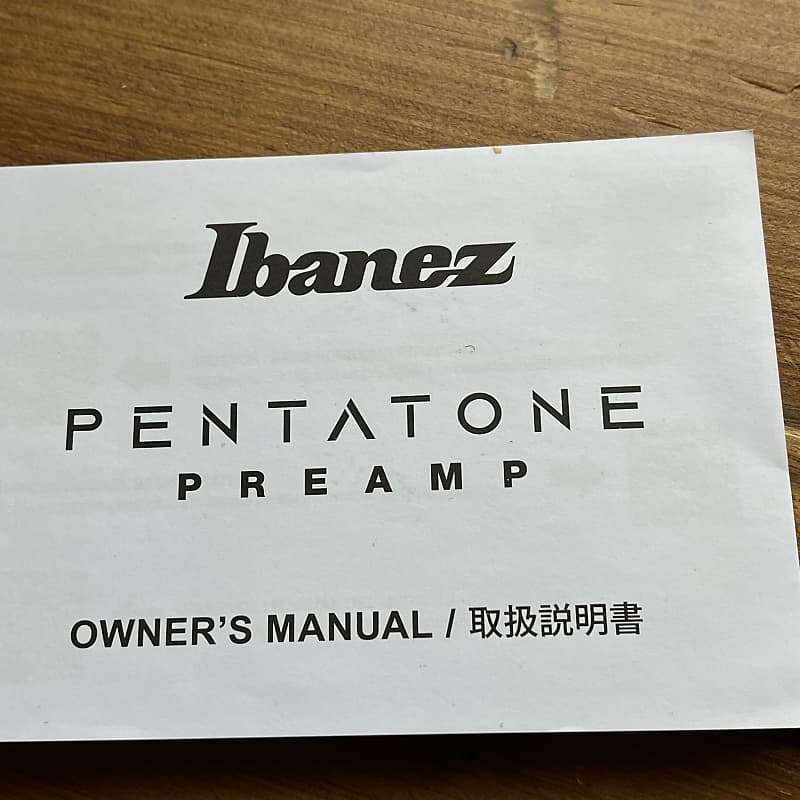 Ibanez
PENTATONE
PREAMP
OWNER'S MANUAL / 取扱説明書